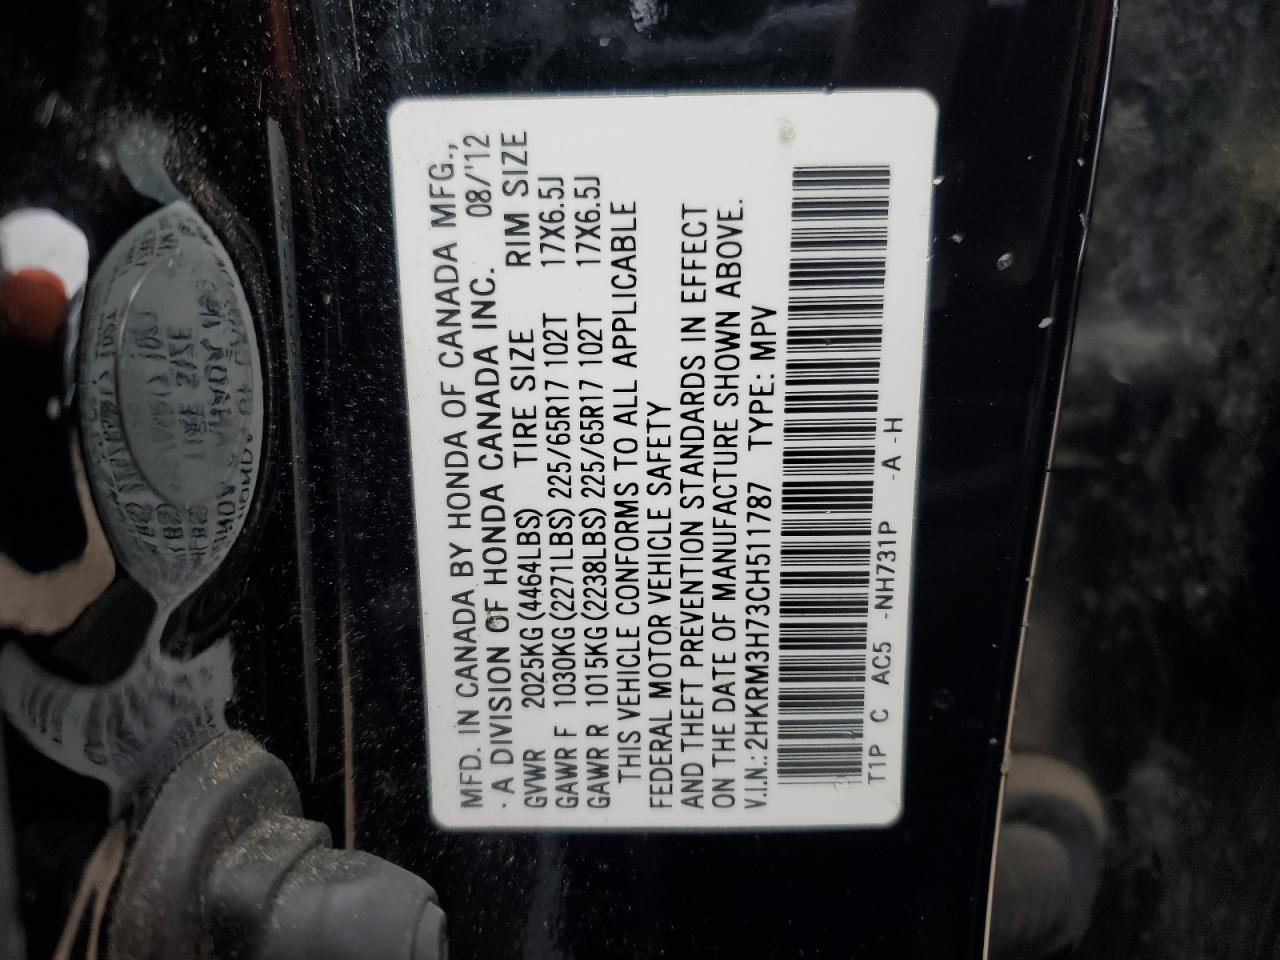 MFD. IN CANADA BY HONDA OF CANADA MFG.,
· A DIVISION OF HONDA CANADA INC. 08/'12
GVWR 2025KG (4464LBS) TIRE SIZE RIM SIZE
GAWR F 1030KG (2271LBS) 225/65R17 102T 17X6.5J
GAWR R 1015KG (2238LBS) 225/65R17 102T 17X6.5J
THIS VEHICLE CONFORMS TO ALL APPLICABLE
FEDERAL MOTOR VEHICLE SAFETY
AND THEFT PREVENTION STANDARDS IN EFFECT
ON THE DATE OF MANUFACTURE SHOWN ABOVE.
V.I.N.: 2HKRM3H73CH511787 TYPE: MPV
T1P C AC5 -NH731P -A -H